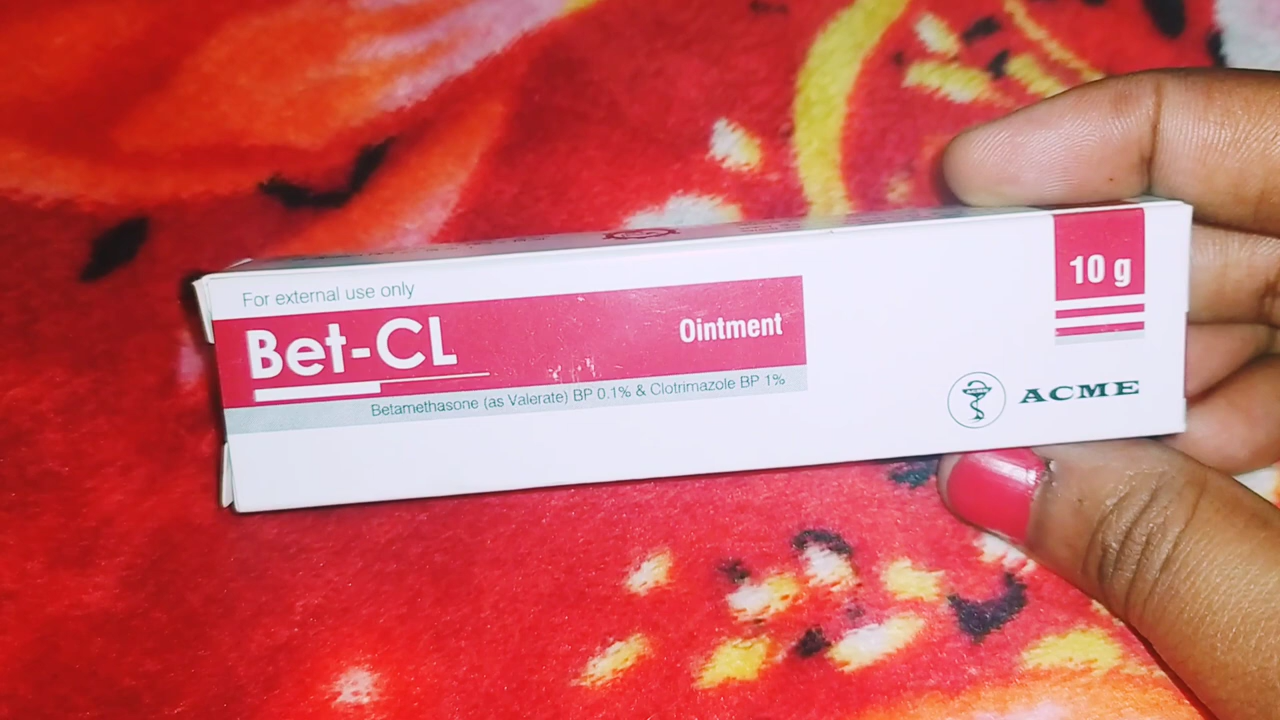 For external use only
Bet-CL
Ointment
Betamethasone (as Valerate) BP 0.1% & Clotrimazole BP 1%
10 g
ACME